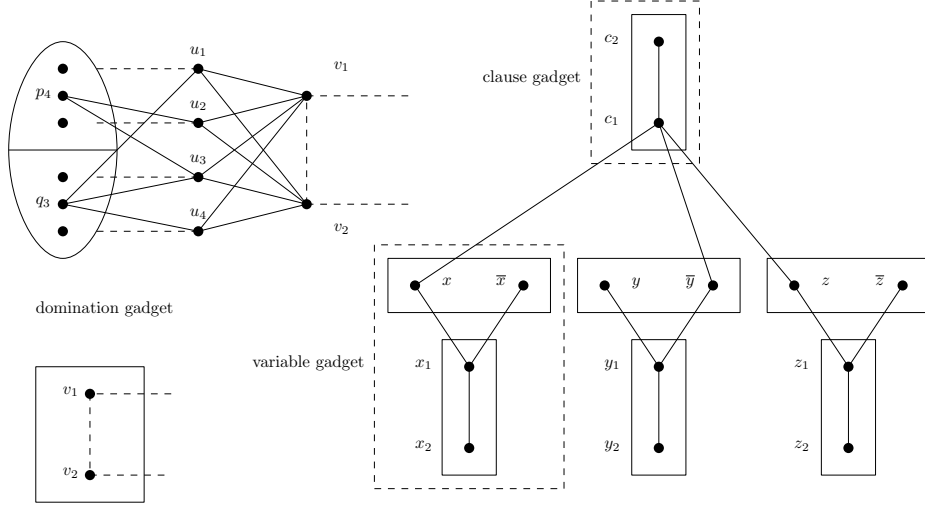 u₁
v₁
p₄
u₂
u₃
q₃
u₄
v₂
domination gadget
v₁
v₂
c₂
clause gadget
c₁
x x̅ y y̅ z z̅
variable gadget
x₁ y₁ z₁
x₂ y₂ z₂